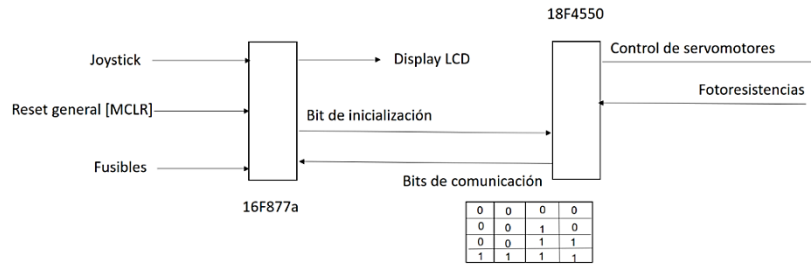 18F4550
Control de servomotores
Joystick
Display LCD
Fotoresistencias
Reset general [MCLR]
Bit de inicialización
Fusibles
Bits de comunicación
16F877a
0 0 0 0
0 0 1 0
0 0 1 1
1 1 1 1